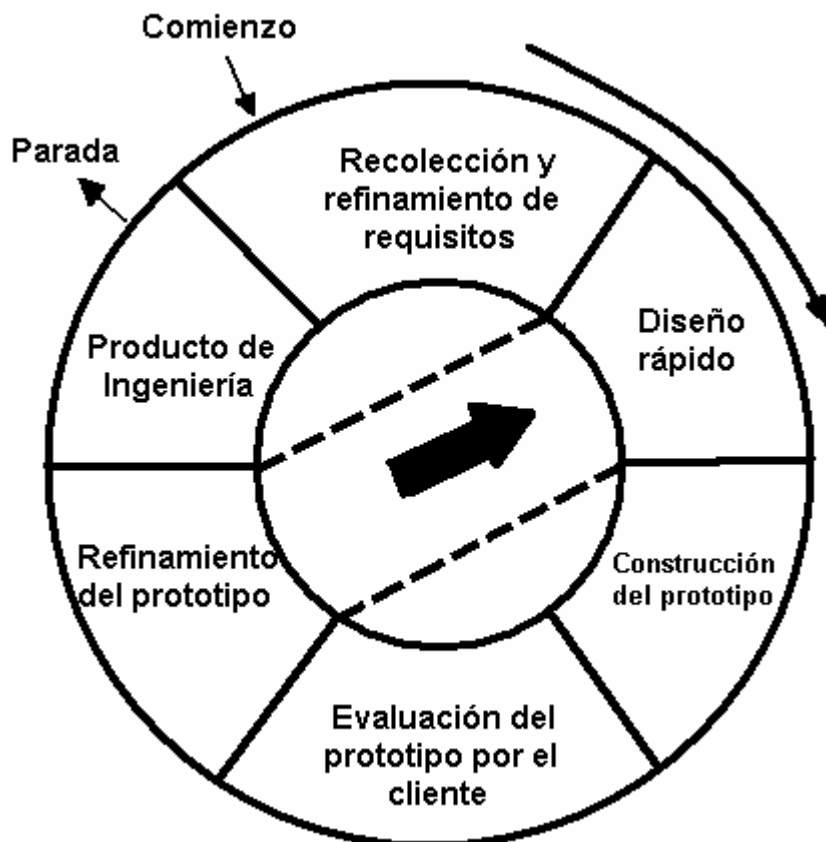 Comienzo
Parada
Recolección y
refinamiento de
requisitos
Diseño
rápido
Construcción
del prototipo
Evaluación del
prototipo por el
cliente
Refinamiento
del prototipo
Producto de
Ingeniería